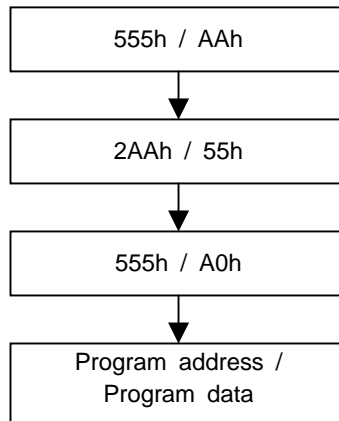 555h / AAh
2AAh / 55h
555h / A0h
Program address /
Program data